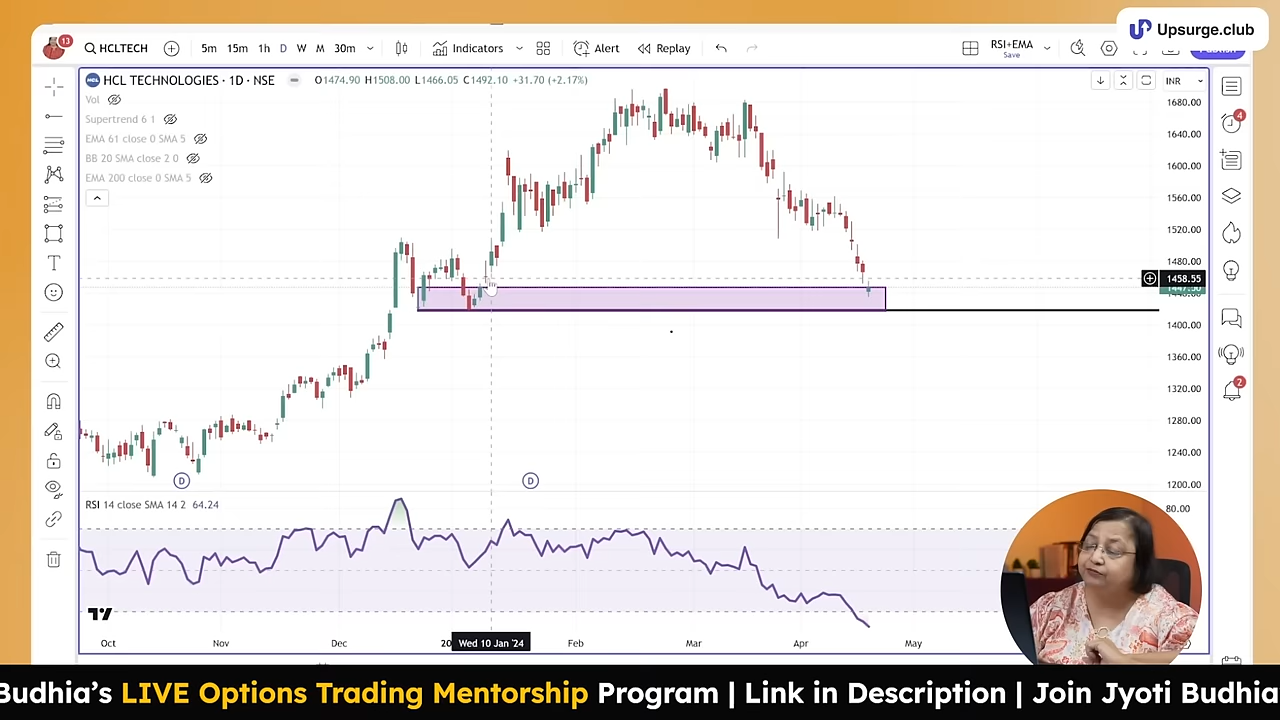 Upsurge.club
13
HCLTECH
5m 15m 1h D W M 30m
Indicators
Alert
Replay
RSI+EMA
Save
HCL TECHNOLOGIES · 1D · NSE
O1474.90 H1508.00 L1466.05 C1492.10 +31.70 (+2.17%)
INR
Vol
Supertrend 6 1
EMA 61 close 0 SMA 5
BB 20 SMA close 2 0
EMA 200 close 0 SMA 5
1680.00
1640.00
1600.00
1560.00
1520.00
1480.00
1458.55
1400.00
1360.00
1320.00
1280.00
1240.00
1200.00
4
2
D
D
RSI 14 close SMA 14 2 64.24
80.00
Oct Nov Dec 20 Wed 10 Jan '24 Feb Mar Apr May
Budhia's LIVE Options Trading Mentorship Program | Link in Description | Join Jyoti Budhia